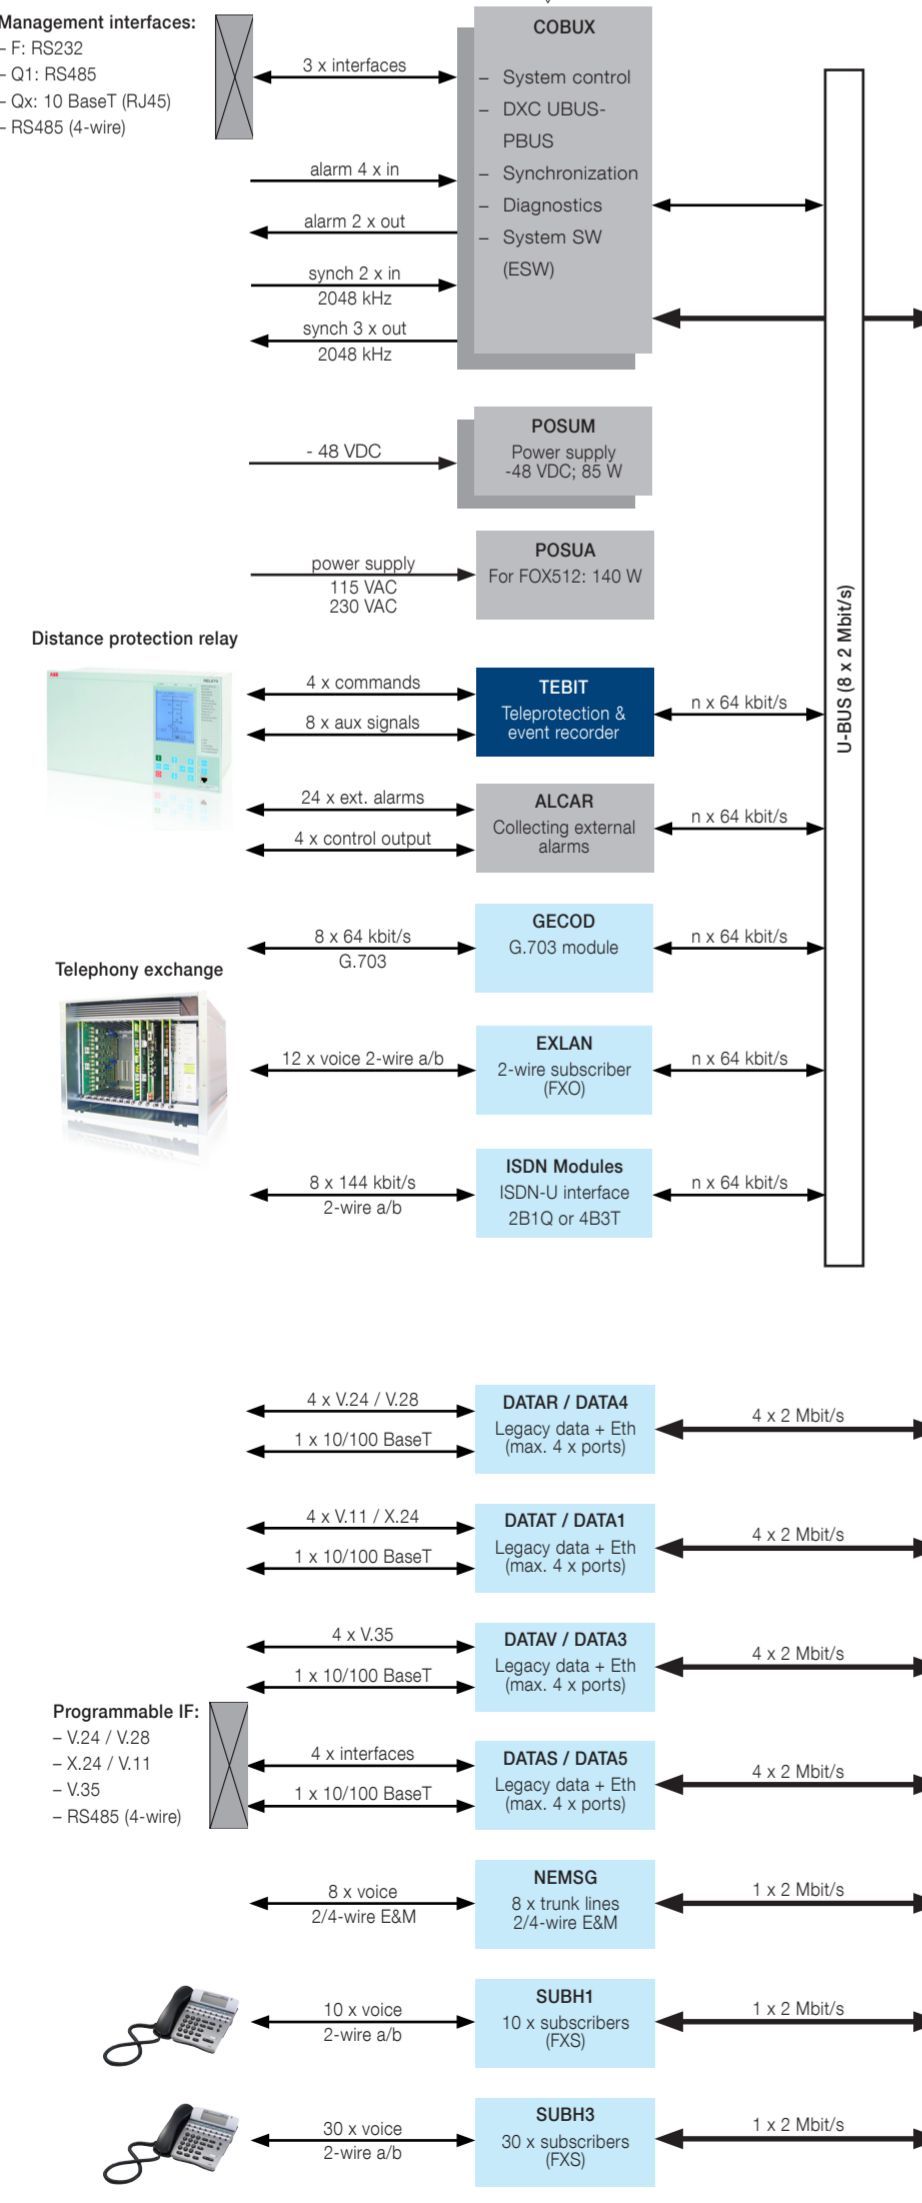 Management interfaces:
– F: RS232
– Q1: RS485
– Qx: 10 BaseT (RJ45)
– RS485 (4-wire)
3 x interfaces
alarm 4 x in
alarm 2 x out
synch 2 x in
2048 kHz
synch 3 x out
2048 kHz
COBUX
– System control
– DXC UBUS-
PBUS
– Synchronization
– Diagnostics
– System SW
(ESW)
- 48 VDC
POSUM
Power supply
-48 VDC; 85 W
power supply
115 VAC
230 VAC
POSUA
For FOX512: 140 W
U-BUS (8 x 2 Mbit/s)
Distance protection relay
ABB
4 x commands
8 x aux signals
TEBIT
Teleprotection &
event recorder
n x 64 kbit/s
24 x ext. alarms
4 x control output
ALCAR
Collecting external
alarms
n x 64 kbit/s
8 x 64 kbit/s
G.703
GECOD
G.703 module
n x 64 kbit/s
Telephony exchange
12 x voice 2-wire a/b
EXLAN
2-wire subscriber
(FXO)
n x 64 kbit/s
8 x 144 kbit/s
2-wire a/b
ISDN Modules
ISDN-U interface
2B1Q or 4B3T
n x 64 kbit/s
4 x V.24 / V.28
1 x 10/100 BaseT
DATAR / DATA4
Legacy data + Eth
(max. 4 x ports)
4 x 2 Mbit/s
4 x V.11 / X.24
1 x 10/100 BaseT
DATAT / DATA1
Legacy data + Eth
(max. 4 x ports)
4 x 2 Mbit/s
4 x V.35
1 x 10/100 BaseT
DATAV / DATA3
Legacy data + Eth
(max. 4 x ports)
4 x 2 Mbit/s
Programmable IF:
– V.24 / V.28
– X.24 / V.11
– V.35
– RS485 (4-wire)
4 x interfaces
1 x 10/100 BaseT
DATAS / DATA5
Legacy data + Eth
(max. 4 x ports)
4 x 2 Mbit/s
8 x voice
2/4-wire E&M
NEMSG
8 x trunk lines
2/4-wire E&M
1 x 2 Mbit/s
10 x voice
2-wire a/b
SUBH1
10 x subscribers
(FXS)
1 x 2 Mbit/s
30 x voice
2-wire a/b
SUBH3
30 x subscribers
(FXS)
1 x 2 Mbit/s